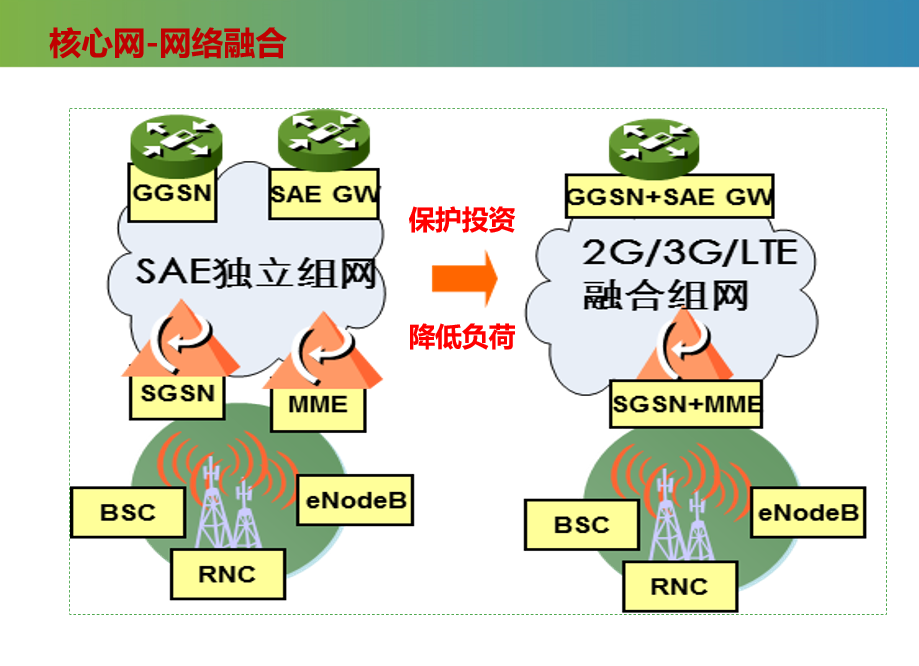 核心网-网络融合
GGSN
SAE GW
SAE独立组网
SGSN
MME
BSC
eNodeB
RNC
保护投资
降低负荷
GGSN+SAE GW
2G/3G/LTE
融合组网
SGSN+MME
BSC
eNodeB
RNC